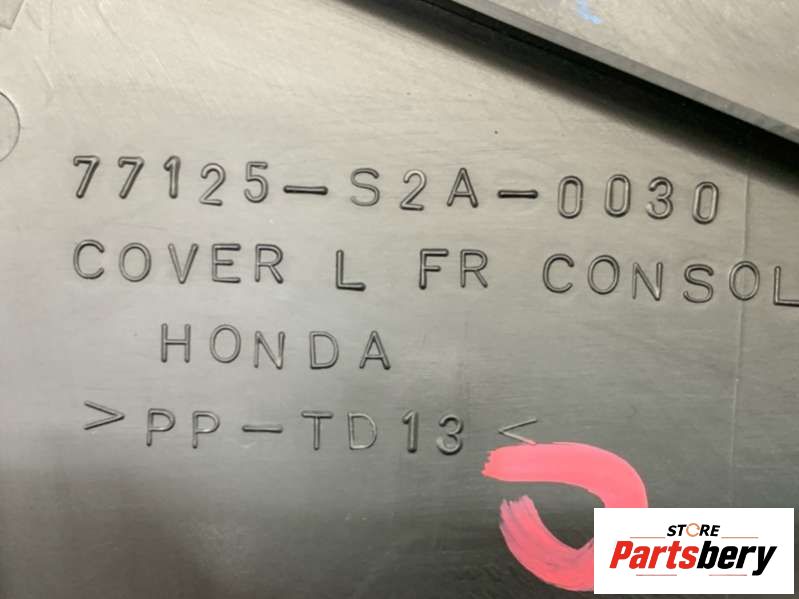 77125-S2A-0030
COVER L FR CONSOL
HONDA
>PP-TD13<
STORE
Partsbery